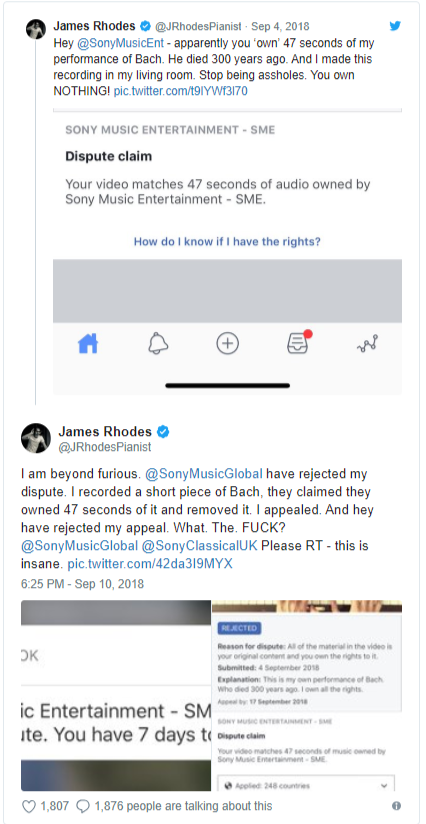 James Rhodes @JRhodesPianist · Sep 4, 2018
Hey @SonyMusicEnt - apparently you 'own' 47 seconds of my
performance of Bach. He died 300 years ago. And I made this
recording in my living room. Stop being assholes. You own
NOTHING! pic.twitter.com/t9lYWf3l70
SONY MUSIC ENTERTAINMENT - SME
Dispute claim
Your video matches 47 seconds of audio owned by
Sony Music Entertainment - SME.
How do I know if I have the rights?
James Rhodes
@JRhodesPianist
I am beyond furious. @SonyMusicGlobal have rejected my
dispute. I recorded a short piece of Bach, they claimed they
owned 47 seconds of it and removed it. I appealed. And hey
have rejected my appeal. What. The. FUCK?
@SonyMusicGlobal @SonyClassicalUK Please RT - this is
insane. pic.twitter.com/42da3I9MYX
6:25 PM - Sep 10, 2018
OK
ic Entertainment - SM
ute. You have 7 days to
REJECTED
Reason for dispute: All of the material in the video is
your original content and you own the rights to it.
Submitted: 4 September 2018
Explanation: This is my own performance of Bach.
Who died 300 years ago. I own all the rights.
Appeal by: 17 September 2018
SONY MUSIC ENTERTAINMENT - SME
Dispute claim
Your video matches 47 seconds of music owned by
Sony Music Entertainment - SME.
Applied: 246 countries
1,807 1,876 people are talking about this